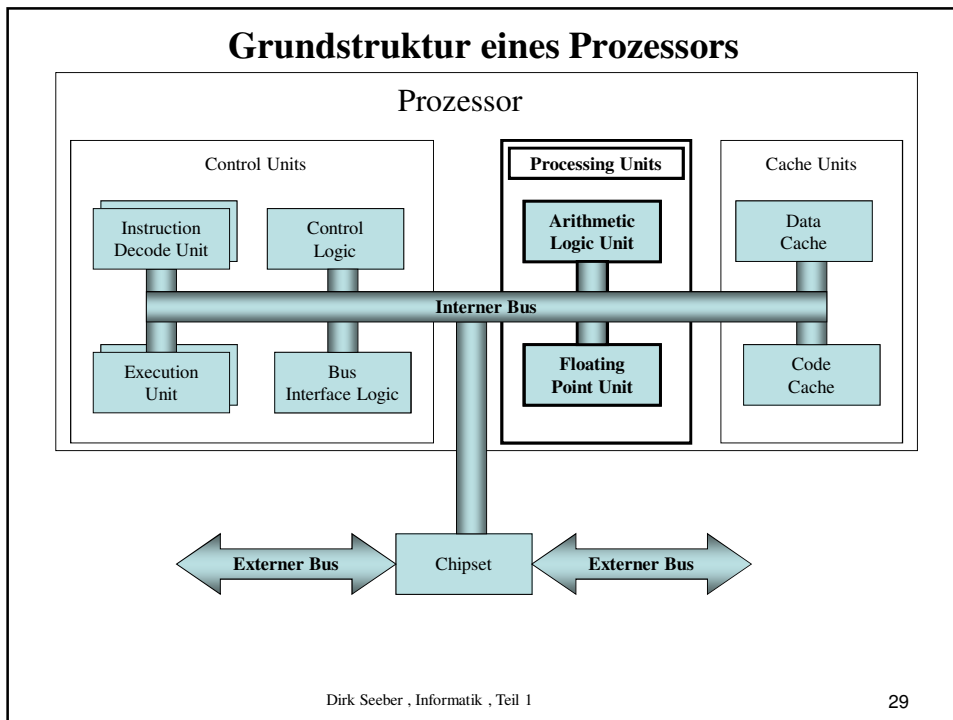 Grundstruktur eines Prozessors
Prozessor
Control Units
Instruction
Decode Unit
Control
Logic
Execution
Unit
Bus
Interface Logic
Processing Units
Arithmetic
Logic Unit
Floating
Point Unit
Cache Units
Data
Cache
Code
Cache
Interner Bus
Externer Bus
Chipset
Externer Bus
Dirk Seeber , Informatik , Teil 1
29